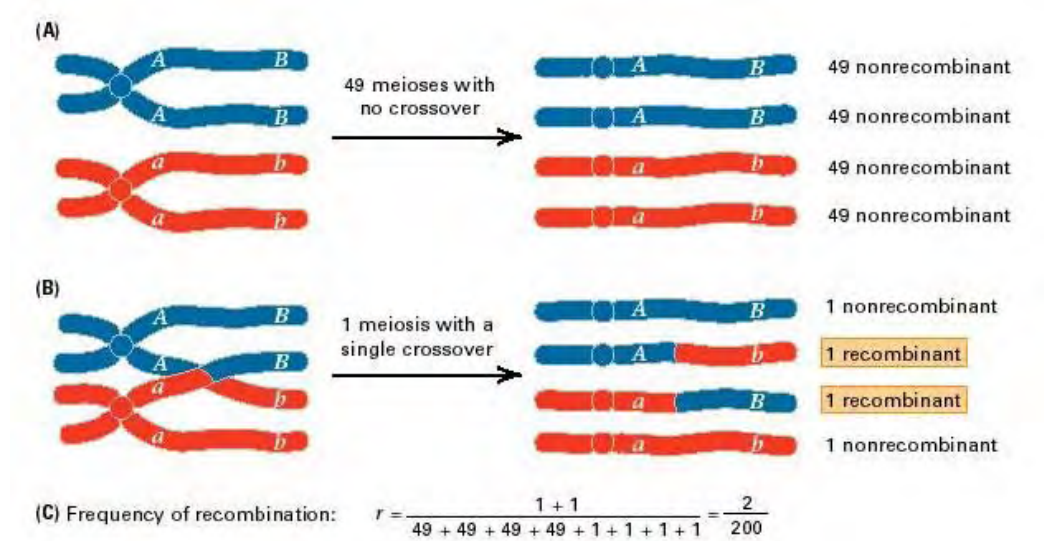 (A)
A B
A B
a b
a b
49 meioses with
no crossover
A B
A B
a b
a b
49 nonrecombinant
49 nonrecombinant
49 nonrecombinant
49 nonrecombinant
(B)
A B
A B
a b
a b
1 meiosis with a
single crossover
A B
A b
a B
a b
1 nonrecombinant
1 recombinant
1 recombinant
1 nonrecombinant
(C) Frequency of recombination: r = (1 + 1) / (49 + 49 + 49 + 49 + 1 + 1 + 1 + 1) = 2 / 200